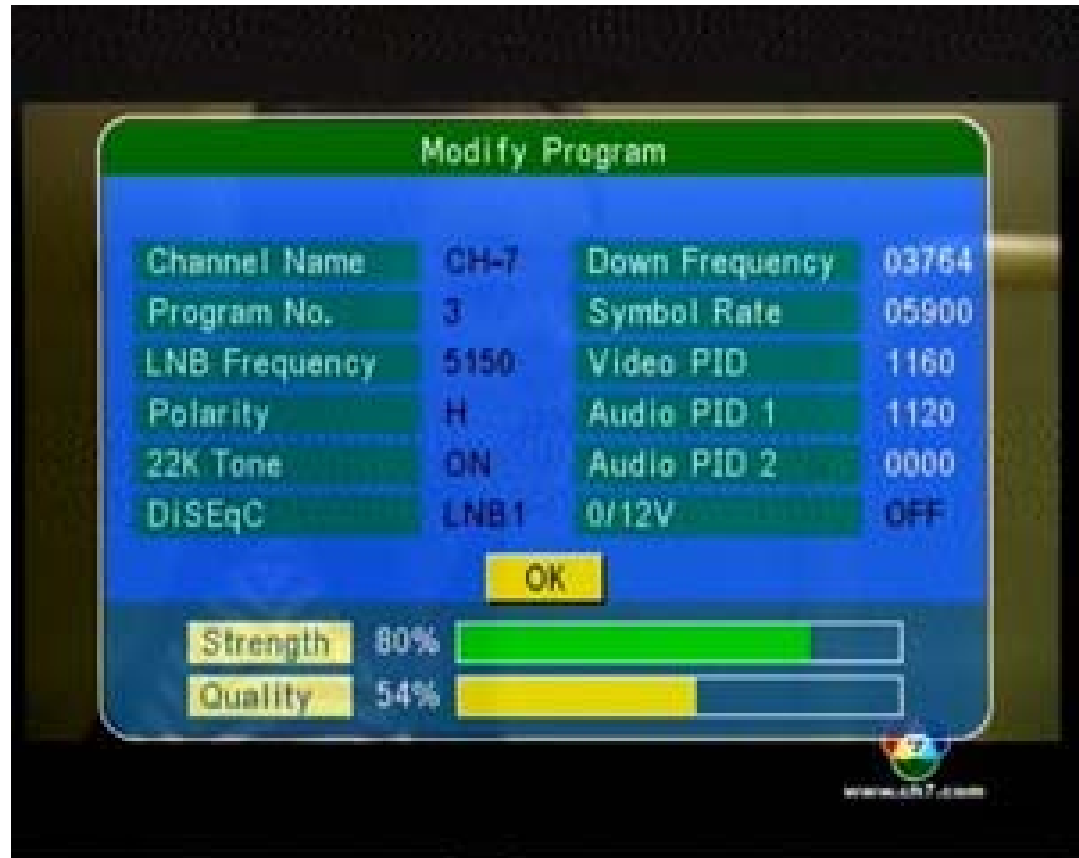 Modify Program
Channel Name CH-7 Down Frequency 03764
Program No. 3 Symbol Rate 05900
LNB Frequency 5150 Video PID 1160
Polarity H Audio PID 1 1120
22K Tone ON Audio PID 2 0000
DiSEqC LNB1 0/12V OFF
OK
Strength 80%
Quality 54%
7
www.ch7.com